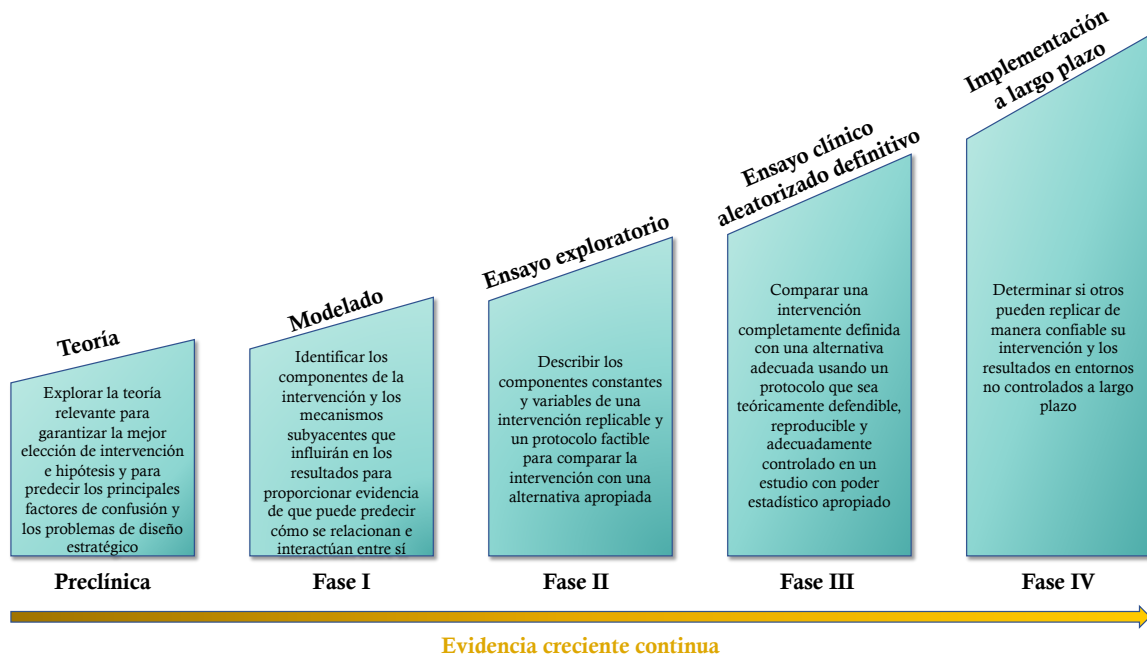 Teoría
Explorar la teoría
relevante para
garantizar la mejor
elección de intervención
e hipótesis y para
predecir los principales
factores de confusión y
los problemas de diseño
estratégico
Preclínica
Modelado
Identificar los
componentes de la
intervención y los
mecanismos
subyacentes que
influirán en los
resultados para
proporcionar evidencia
de que puede predecir
cómo se relacionan e
interactúan entre sí
Fase I
Ensayo exploratorio
Describir los
componentes constantes
y variables de una
intervención replicable y
un protocolo factible
para comparar la
intervención con una
alternativa apropiada
Fase II
Ensayo clínico
aleatorizado definitivo
Comparar una
intervención
completamente definida
con una alternativa
adecuada usando un
protocolo que sea
teóricamente defendible,
reproducible y
adecuadamente
controlado en un
estudio con poder
estadístico apropiado
Fase III
Implementación
a largo plazo
Determinar si otros
pueden replicar de
manera confiable su
intervención y los
resultados en entornos
no controlados a largo
plazo
Fase IV
Evidencia creciente continua